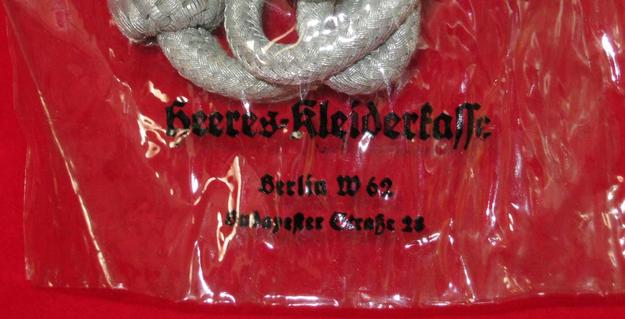 Heeres-Kleiderkasse
Berlin W 62
Budapester Straße 28